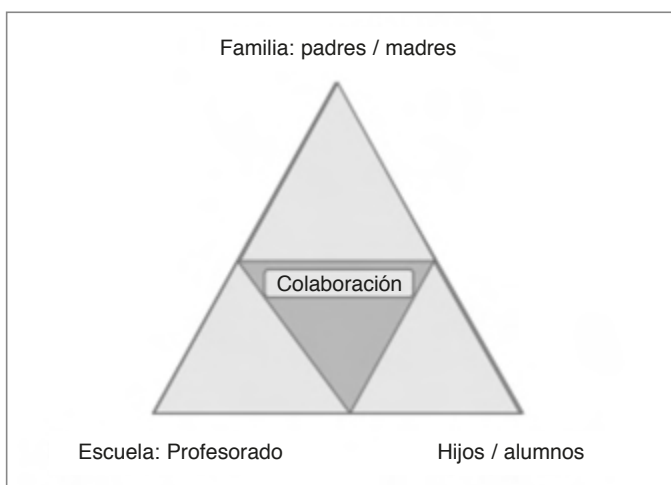 Familia: padres / madres
Colaboración
Escuela: Profesorado
Hijos / alumnos